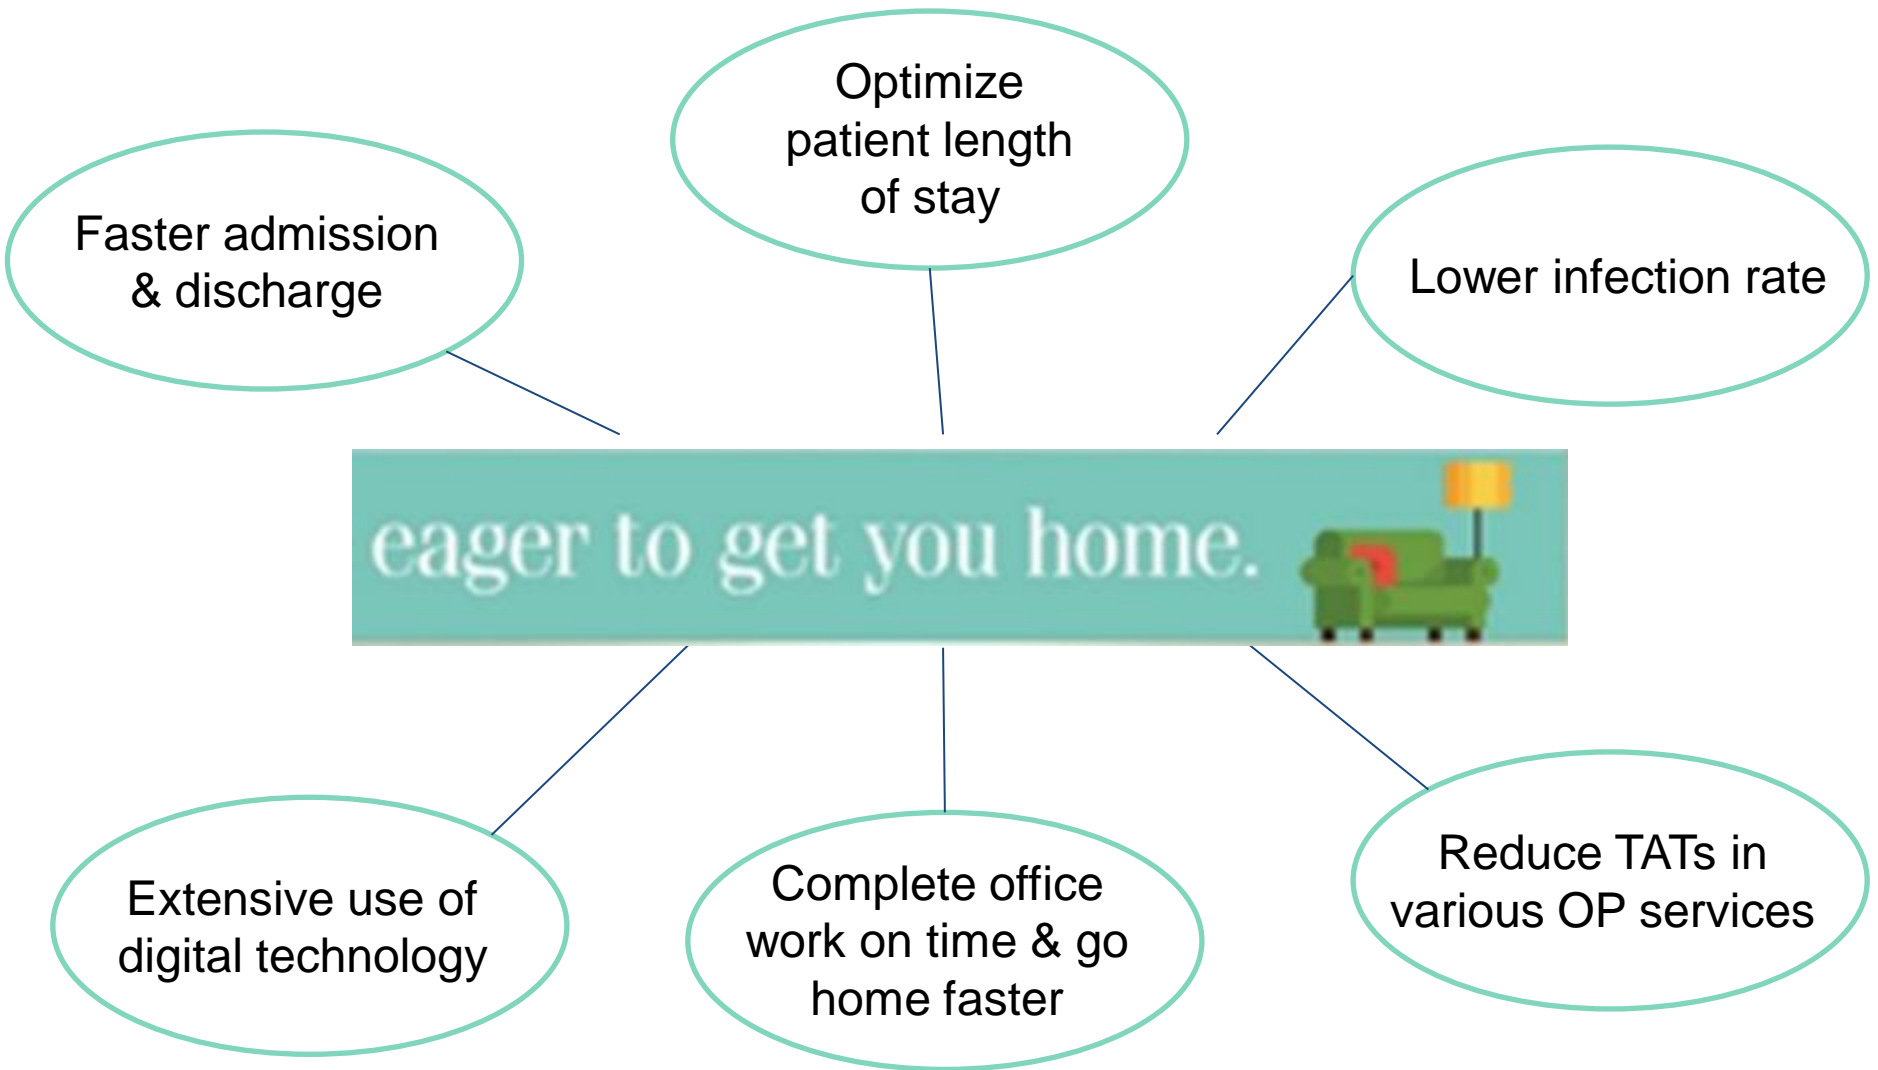 Optimize
patient length
of stay
Faster admission
& discharge
Lower infection rate
eager to get you home.
Extensive use of
digital technology
Complete office
work on time & go
home faster
Reduce TATs in
various OP services